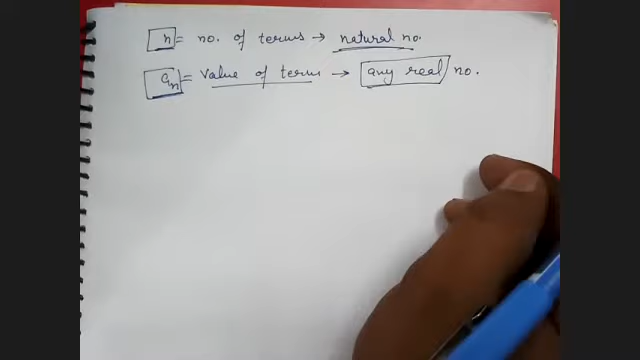 n = no. of terms → natural no.
an = value of terms → any real no.